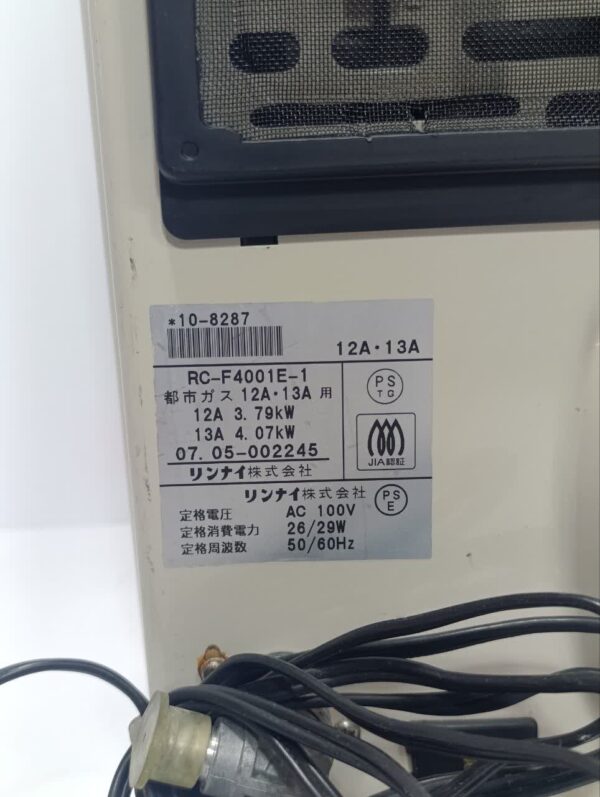 *10-8287
12A・13A
RC-F4001E-1
都市ガス 12A・13A 用
12A 3.79kW
13A 4.07kW
07.05-002245
リンナイ株式会社
PS
TG
JIA認証
リンナイ株式会社
PS
E
定格電圧 AC 100V
定格消費電力 26/29W
定格周波数 50/60Hz